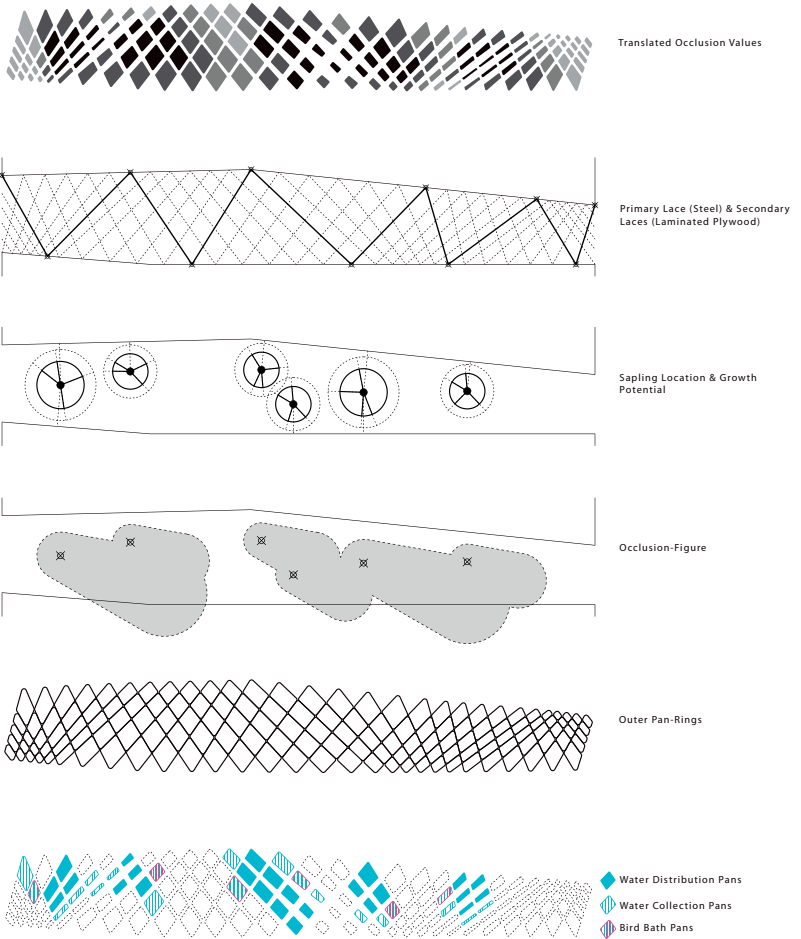 Translated Occlusion Values
Primary Lace (Steel) & Secondary
Laces (Laminated Plywood)
Sapling Location & Growth
Potential
Occlusion-Figure
Outer Pan-Rings
Water Distribution Pans
Water Collection Pans
Bird Bath Pans